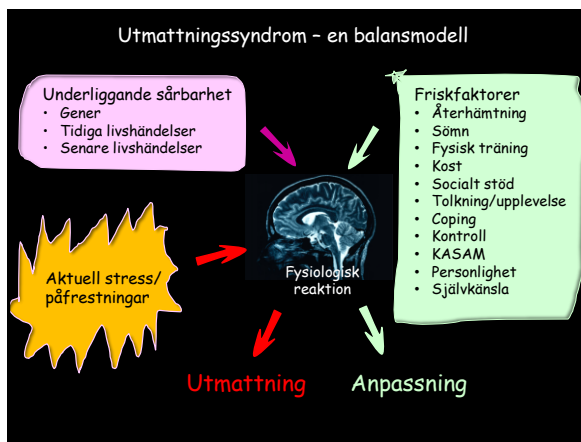 Utmattningssyndrom – en balansmodell
Underliggande sårbarhet
• Gener
• Tidiga livshändelser
• Senare livshändelser
Friskfaktorer
• Återhämtning
• Sömn
• Fysisk träning
• Kost
• Socialt stöd
• Tolkning/upplevelse
• Coping
• Kontroll
• KASAM
• Personlighet
• Självkänsla
Aktuell stress/
påfrestningar
Fysiologisk
reaktion
Utmattning
Anpassning